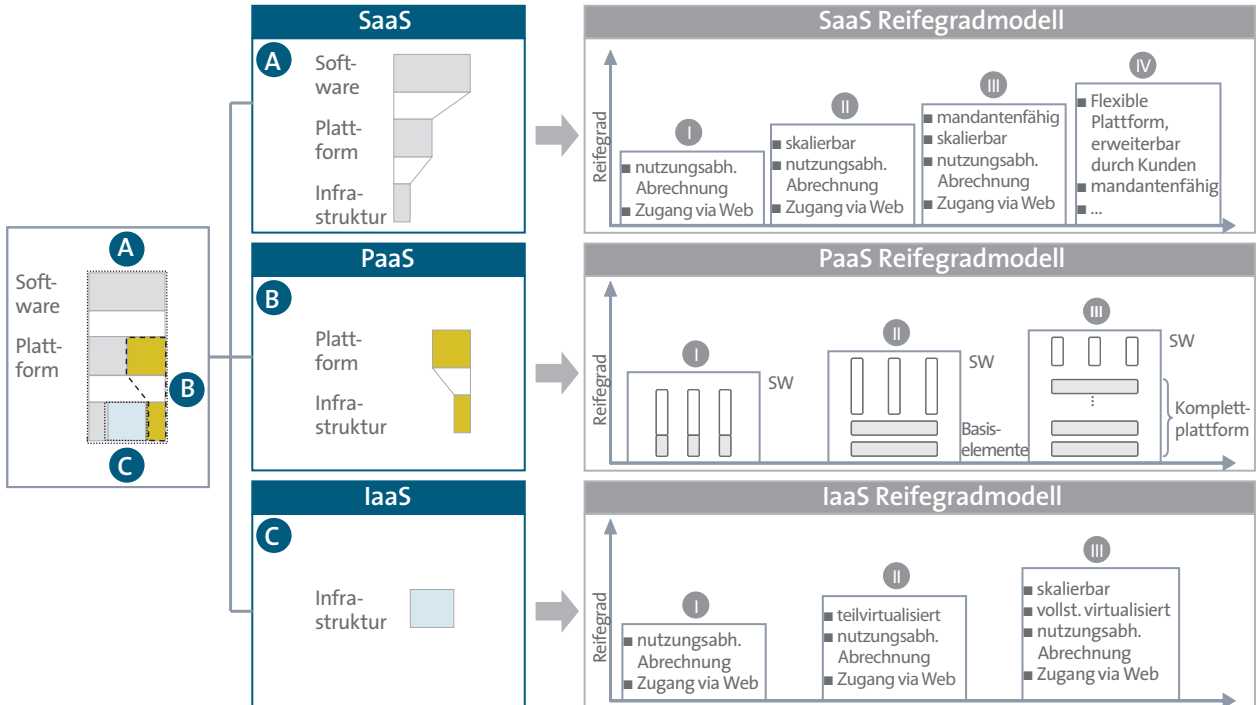 A
Soft-
ware
Platt-
form
B
C
SaaS
A
Soft-
ware
Platt-
form
Infra-
struktur
SaaS Reifegradmodell
Reifegrad
I
■ nutzungsabh.
Abrechnung
■ Zugang via Web
II
■ skalierbar
■ nutzungsabh.
Abrechnung
■ Zugang via Web
III
■ mandantenfähig
■ skalierbar
■ nutzungsabh.
Abrechnung
■ Zugang via Web
IV
■ Flexible
Plattform,
erweiterbar
durch Kunden
■ mandantenfähig
■ ...
PaaS
B
Platt-
form
Infra-
struktur
PaaS Reifegradmodell
Reifegrad
I
SW
II
SW
Basis-
elemente
III
SW
...
Komplett-
plattform
IaaS
C
Infra-
struktur
IaaS Reifegradmodell
Reifegrad
I
■ nutzungsabh.
Abrechnung
■ Zugang via Web
II
■ teilvirtualisiert
■ nutzungsabh.
Abrechnung
■ Zugang via Web
III
■ skalierbar
■ vollst. virtualisiert
■ nutzungsabh.
Abrechnung
■ Zugang via Web